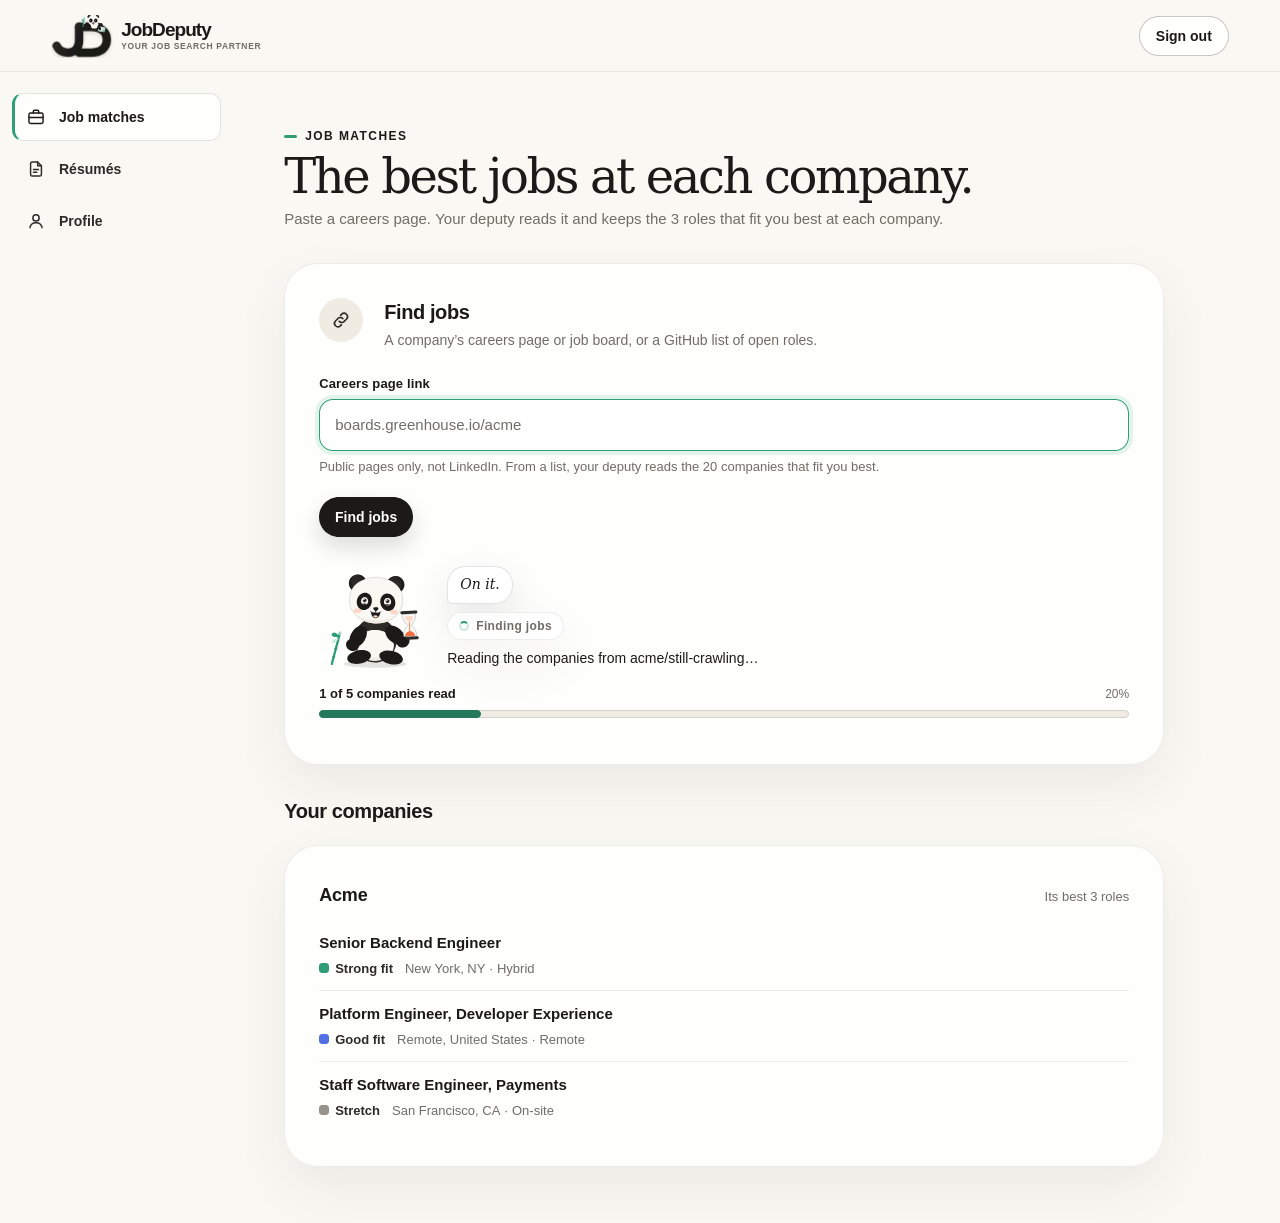 JD
JobDeputy
YOUR JOB SEARCH PARTNER
Sign out
Job matches
Résumés
Profile
JOB MATCHES
The best jobs at each company.
Paste a careers page. Your deputy reads it and keeps the 3 roles that fit you best at each company.
Find jobs
A company’s careers page or job board, or a GitHub list of open roles.
Careers page link
boards.greenhouse.io/acme
Public pages only, not LinkedIn. From a list, your deputy reads the 20 companies that fit you best.
Find jobs
On it.
Finding jobs
Reading the companies from acme/still-crawling…
1 of 5 companies read
20%
Your companies
Acme
Its best 3 roles
Senior Backend Engineer
Strong fit New York, NY · Hybrid
Platform Engineer, Developer Experience
Good fit Remote, United States · Remote
Staff Software Engineer, Payments
Stretch San Francisco, CA · On-site